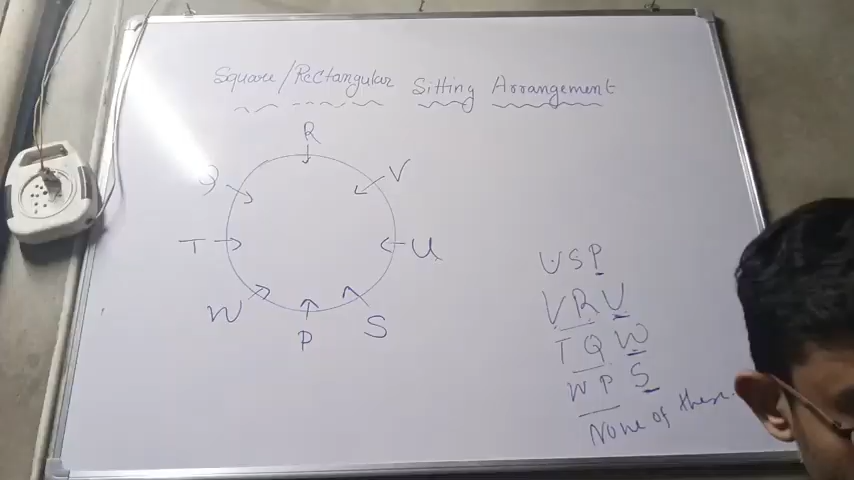 Square/Rectangular Sitting Arrangement
R
V
Q
T
U
W
P
S
USP
VRU
TQW
WPS
None of these.